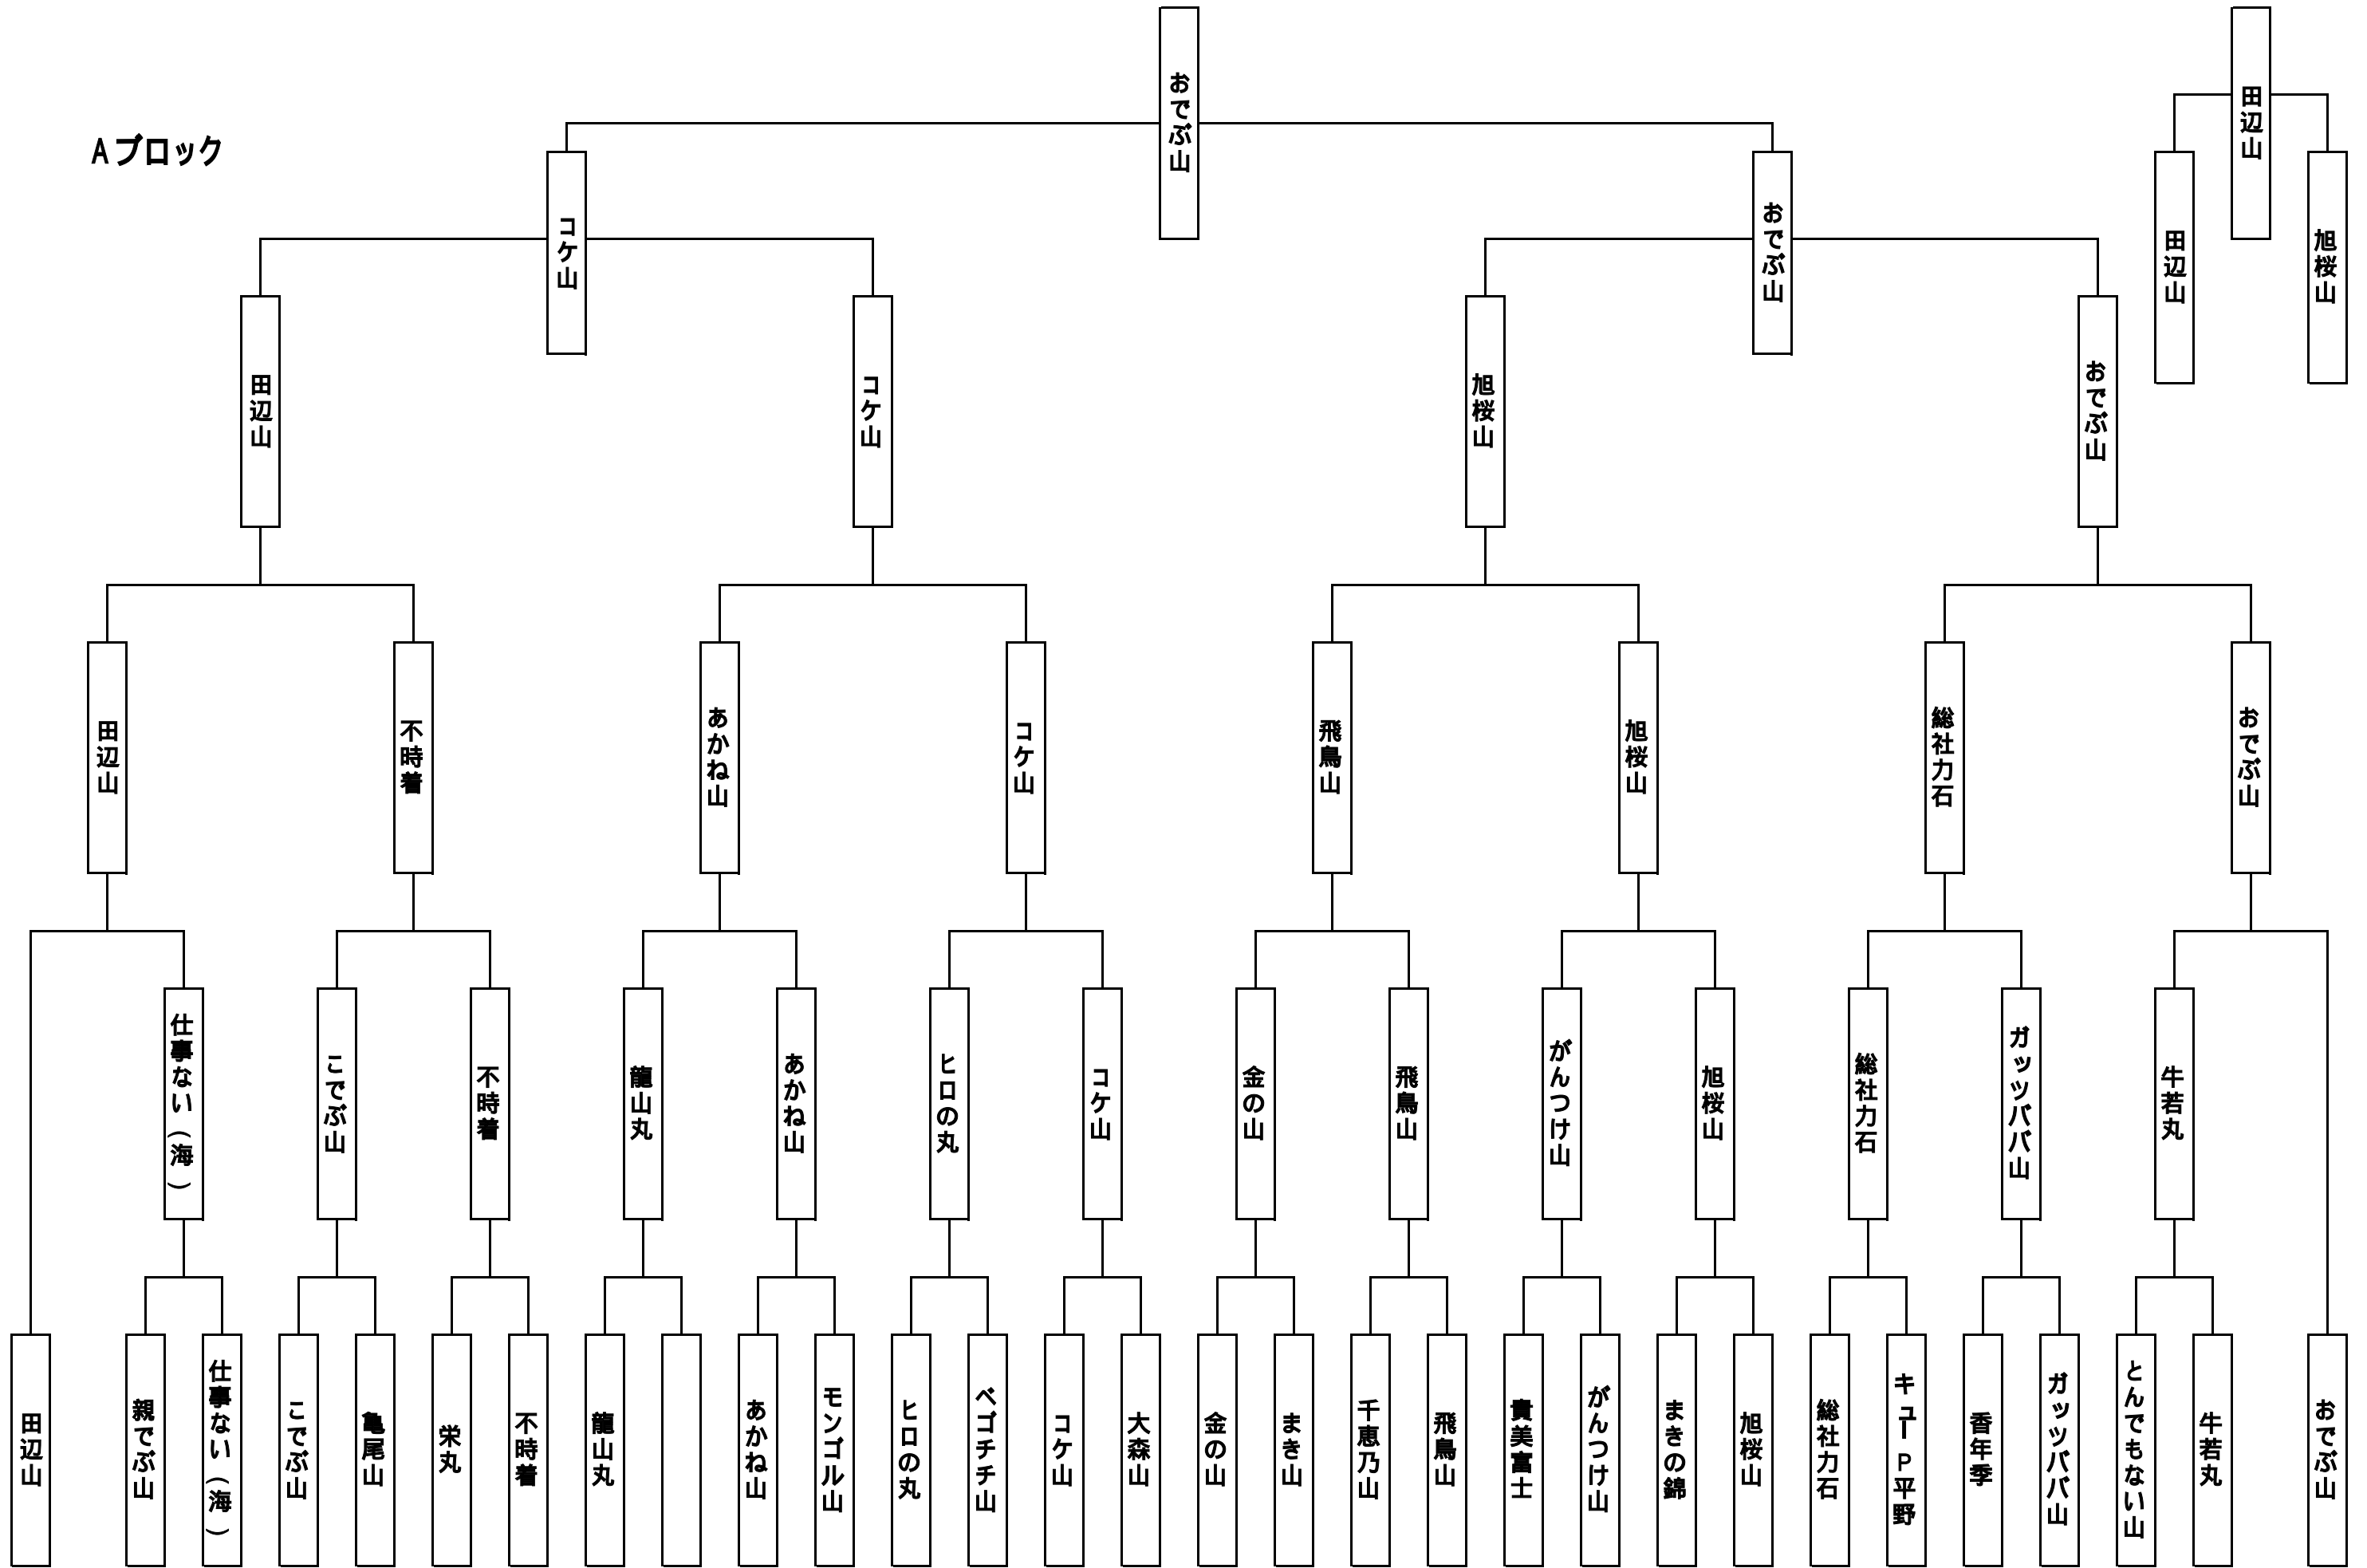 おでぶ山
田辺山
Aブロック
コケ山
おでぶ山
田辺山
旭桜山
田辺山
コケ山
旭桜山
おでぶ山
田辺山
不時着
あかね山
コケ山
飛鳥山
旭桜山
総社力石
おでぶ山
仕事ない(海)
こでぶ山
不時着
龍山丸
あかね山
ヒロの丸
コケ山
金の山
飛鳥山
がんつけ山
旭桜山
総社力石
ガッツパパ山
牛若丸
田辺山
親でぶ山
仕事ない(海)
こでぶ山
亀尾山
栄丸
不時着
龍山丸
あかね山
モンゴル山
ヒロの丸
ベゴチチ山
コケ山
大森山
金の山
まき山
千恵乃山
飛鳥山
貴美富士
がんつけ山
まきの錦
旭桜山
総社力石
キューP平野
香年季
ガッツパパ山
とんでもない山
牛若丸
おでぶ山